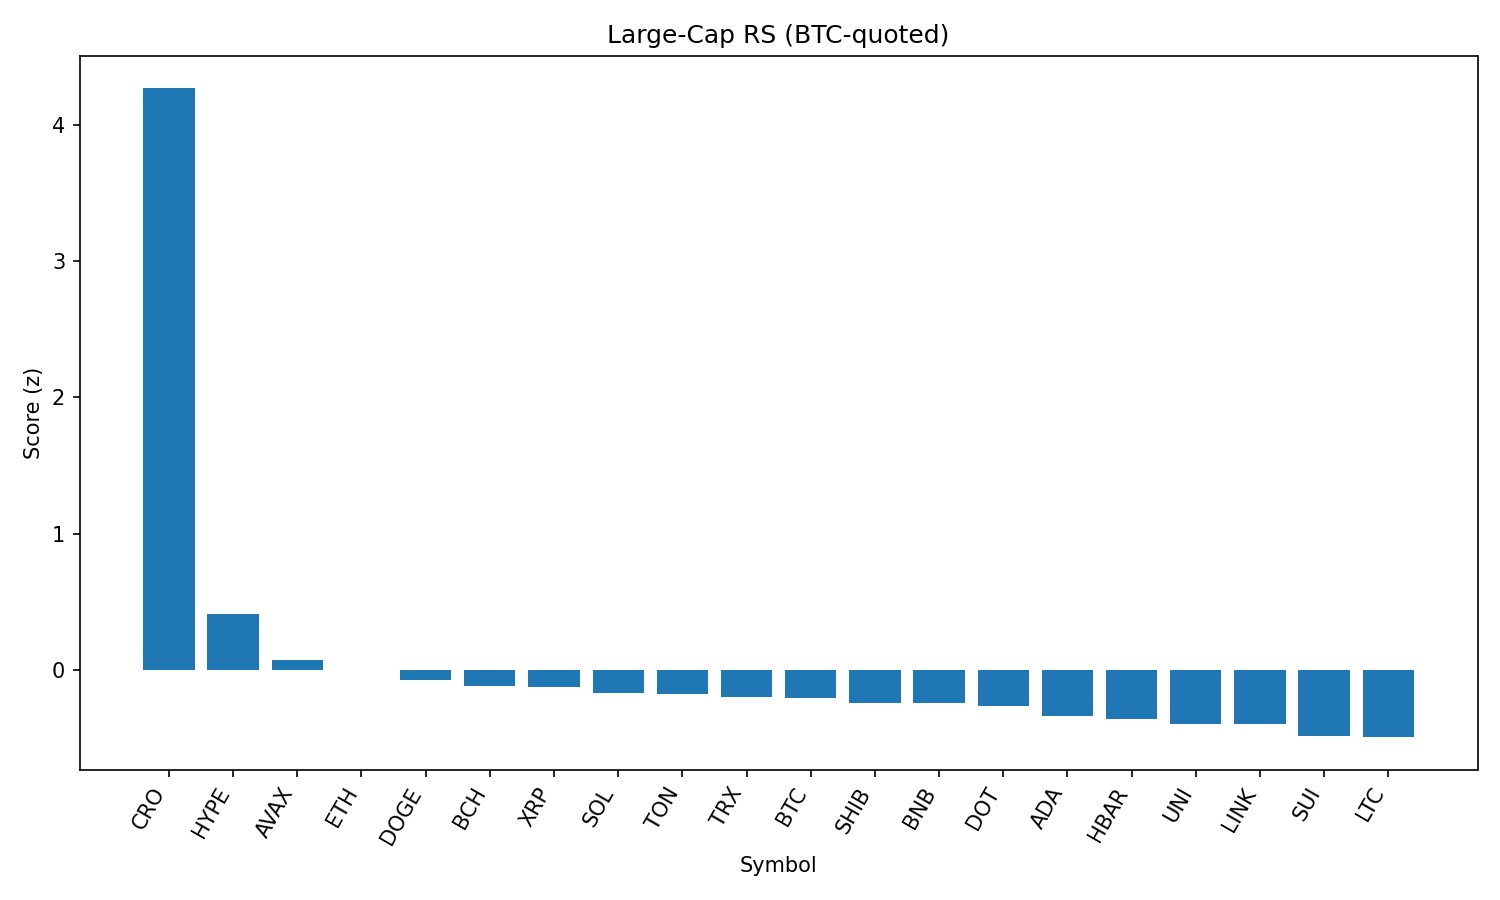 Large-Cap RS (BTC-quoted)
Score (z)
4
3
2
1
0
CRO
HYPE
AVAX
ETH
DOGE
BCH
XRP
SOL
TON
TRX
BTC
SHIB
BNB
DOT
ADA
HBAR
UNI
LINK
SUI
LTC
Symbol